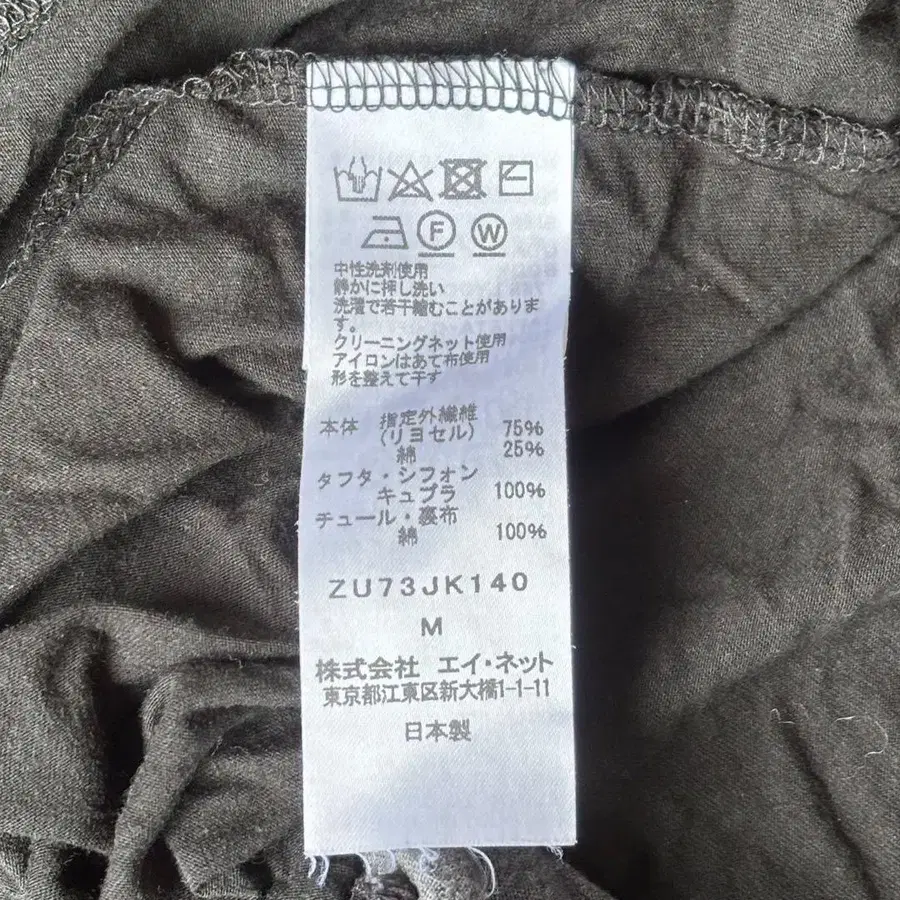 F W
中性洗剤使用
静かに押し洗い
洗濯で若干縮むことがありま
す。
クリーニングネット使用
アイロンはあて布使用
形を整えて干す
本体 指定外繊維
(リヨセル) 75%
綿 25%
タフタ・シフォン
キュプラ 100%
チュール・裏布
綿 100%
ZU73JK140
M
株式会社 エイ・ネット
東京都江東区新大橋1-1-11
日本製